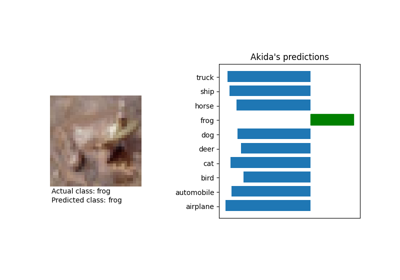 Akida's predictions
truck
ship
horse
frog
dog
deer
cat
bird
automobile
airplane
Actual class: frog
Predicted class: frog